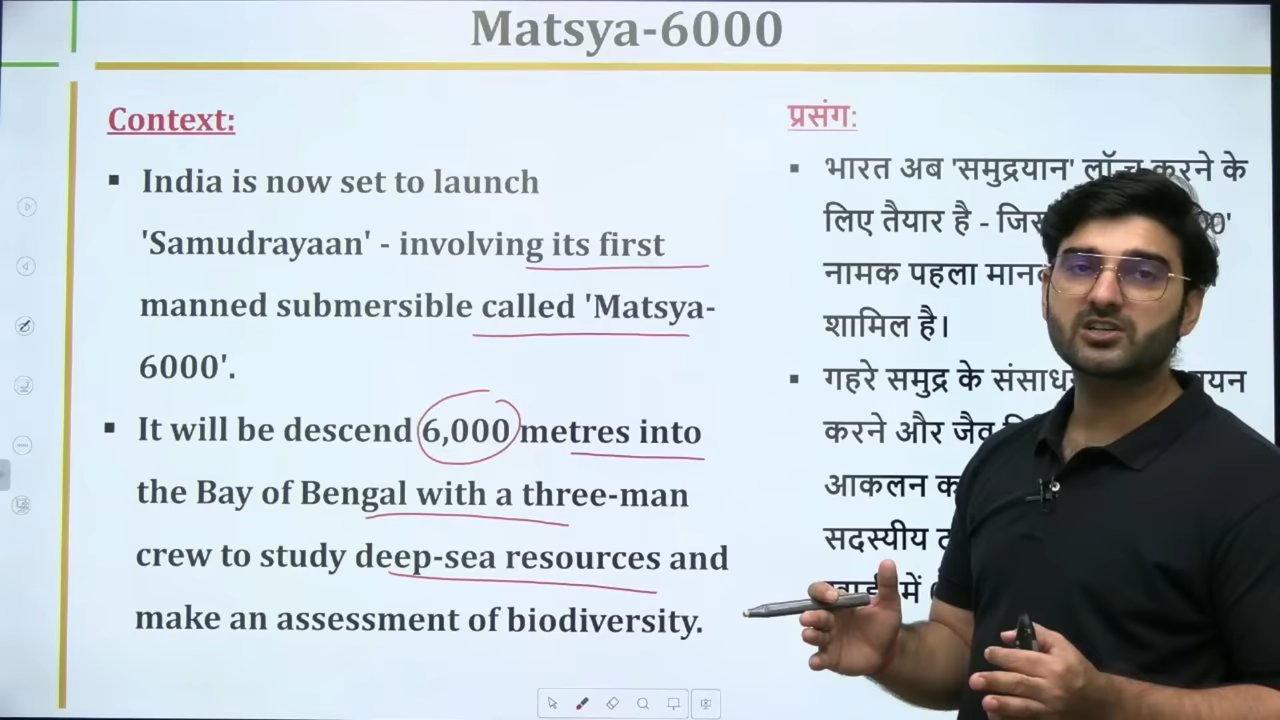 Matsya-6000
Context:
▪ India is now set to launch
'Samudrayaan' - involving its first
manned submersible called 'Matsya-
6000'.
▪ It will be descend 6,000 metres into
the Bay of Bengal with a three-man
crew to study deep-sea resources and
make an assessment of biodiversity.
प्रसंग:
▪ भारत अब 'समुद्रयान' लॉन्च करने के
लिए तैयार है -
नामक पहला
शामिल है।
▪ गहरे समुद्र के
करने और जैव
आकलन
सदस्यीय
में